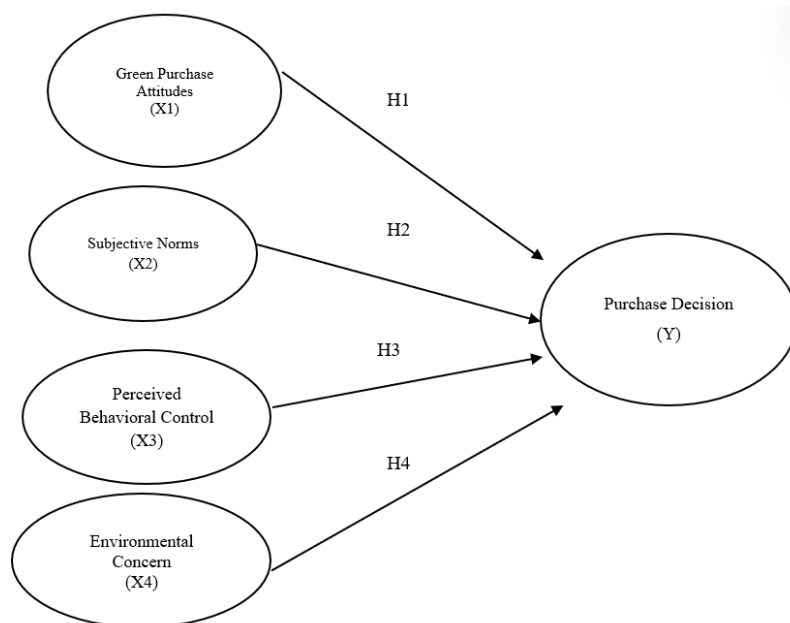 Green Purchase
Attitudes
(X1)
H1
Subjective Norms
(X2)
H2
Purchase Decision
(Y)
H3
Perceived
Behavioral Control
(X3)
H4
Environmental
Concern
(X4)